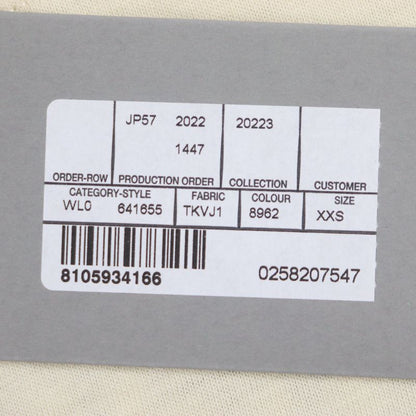 JP57 2022 20223
1447
ORDER-ROW PRODUCTION ORDER COLLECTION CUSTOMER
CATEGORY-STYLE FABRIC COLOUR SIZE
WL0 641655 TKVJ1 8962 XXS
8105934166 0258207547